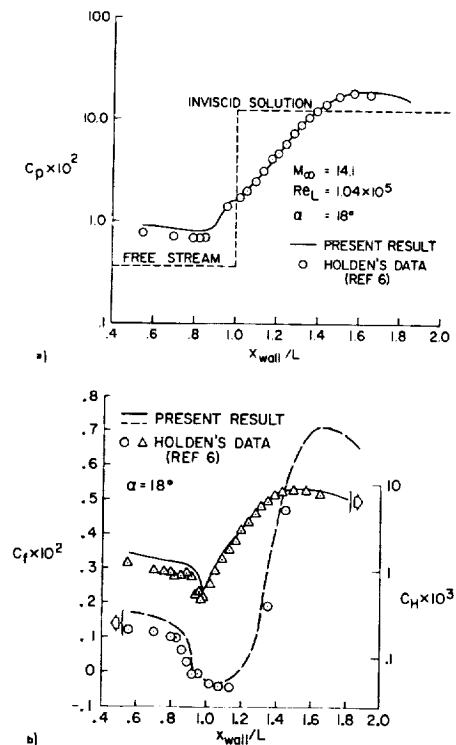 a)
100.0
10.0
1.0
.1
Cp×10²
INVISCID SOLUTION
M∞ = 14.1
ReL = 1.04×10⁵
α = 18°
— PRESENT RESULT
○ HOLDEN'S DATA
(REF 6)
FREE STREAM
.4 .6 .8 1.0 1.2 1.4 1.6 1.8 2.0
Xwall/L
a)
.8
.7
.6
.5
.4
.3
.2
.1
0
-.1
Cf×10²
PRESENT RESULT
○ △ HOLDEN'S DATA
(REF 6)
α = 18°
10
1
.1
CH×10³
.4 .6 .8 1.0 1.2 1.4 1.6 1.8 2.0
Xwall/L
b)